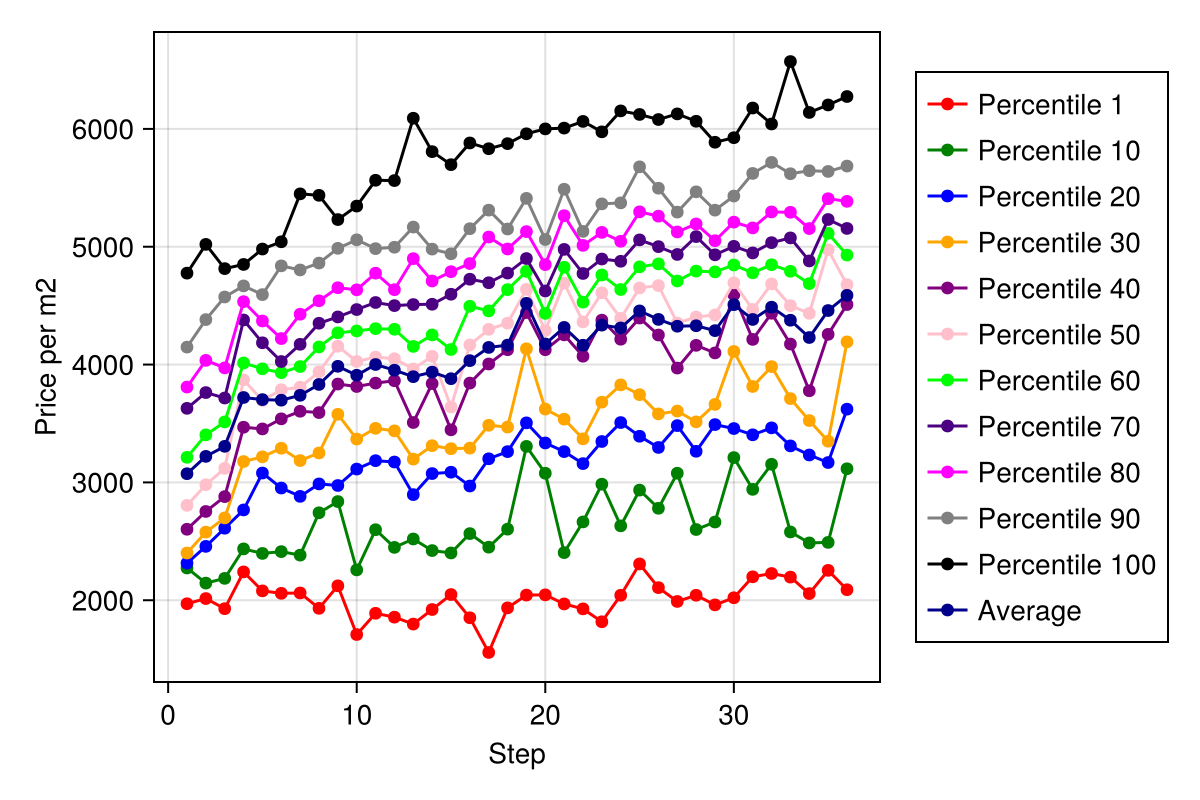 6000
5000
4000
3000
2000
Price per m2
0 10 20 30
Step
Percentile 1
Percentile 10
Percentile 20
Percentile 30
Percentile 40
Percentile 50
Percentile 60
Percentile 70
Percentile 80
Percentile 90
Percentile 100
Average